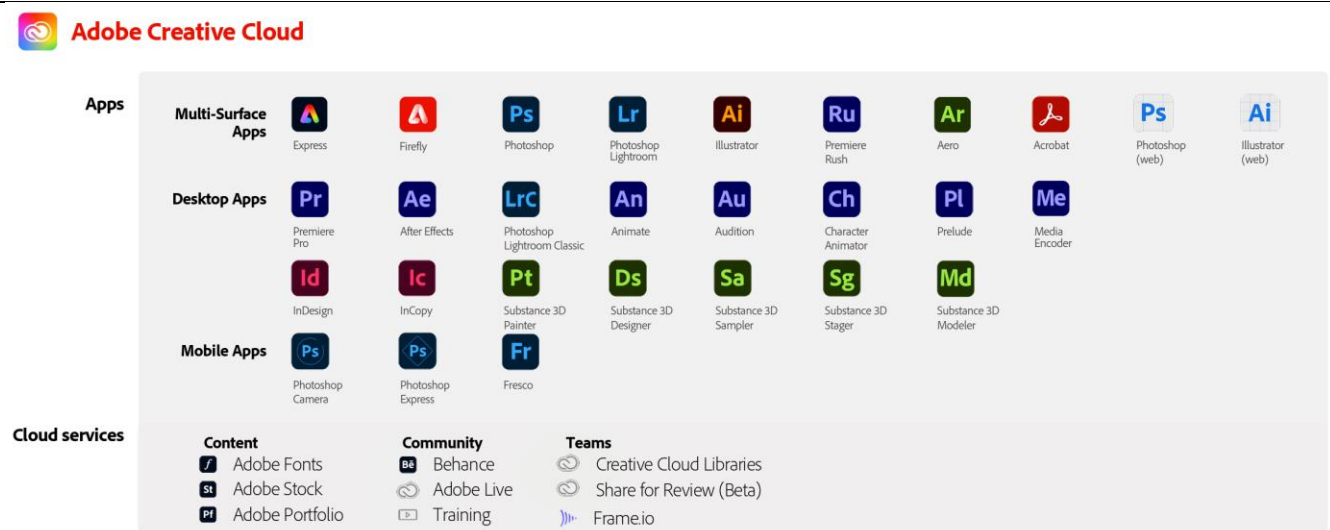 Adobe Creative Cloud
Apps
Multi-Surface
Apps
Ps
Lr
Ai
Ru
Ar
Ps
Ai
Express
Firefly
Photoshop
Photoshop
Lightroom
Illustrator
Premiere
Rush
Aero
Acrobat
Photoshop
(web)
Illustrator
(web)
Desktop Apps
Pr
Ae
LrC
An
Au
Ch
Pl
Me
Premiere
Pro
After Effects
Photoshop
Lightroom Classic
Animate
Audition
Character
Animator
Prelude
Media
Encoder
Id
Ic
Pt
Ds
Sa
Sg
Md
InDesign
InCopy
Substance 3D
Painter
Substance 3D
Designer
Substance 3D
Sampler
Substance 3D
Stager
Substance 3D
Modeler
Mobile Apps
Ps
Ps
Fr
Photoshop
Camera
Photoshop
Express
Fresco
Cloud services
Content
f Adobe Fonts
St Adobe Stock
Pf Adobe Portfolio
Community
Bē Behance
Adobe Live
Training
Teams
Creative Cloud Libraries
Share for Review (Beta)
Frame.io